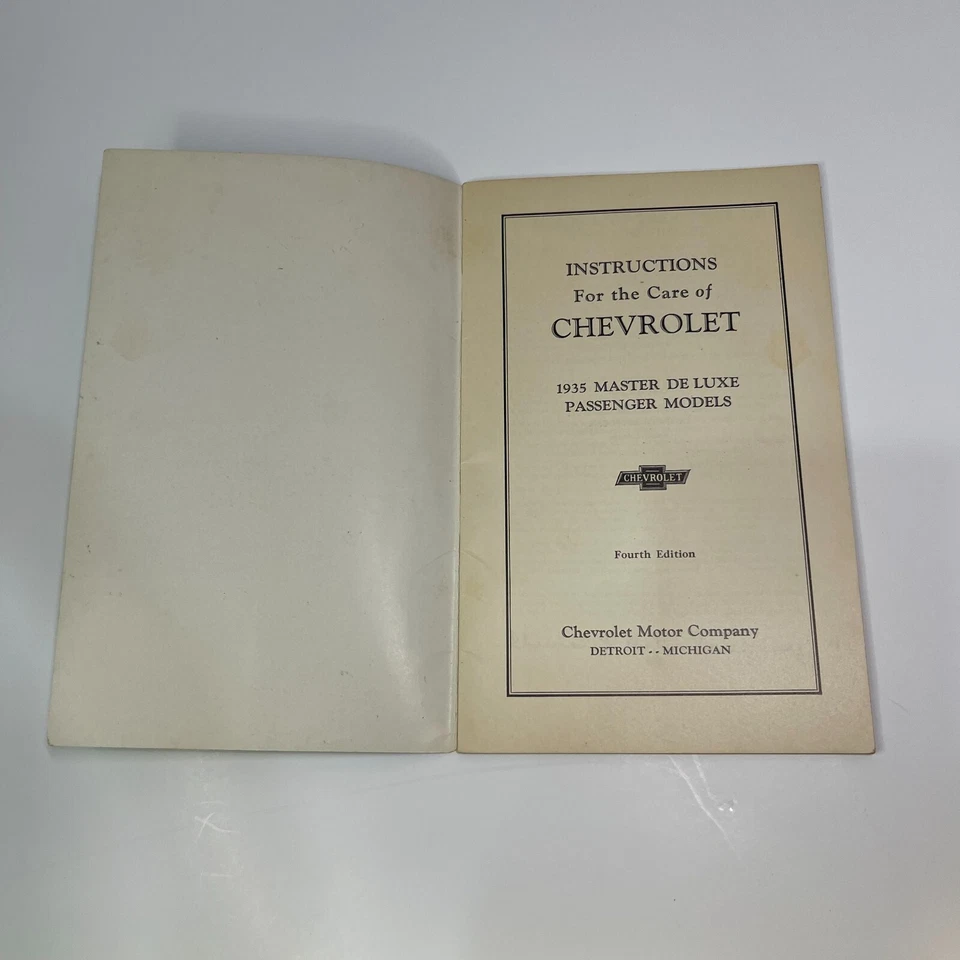 INSTRUCTIONS
For the Care of
CHEVROLET
1935 MASTER DE LUXE
PASSENGER MODELS
CHEVROLET
Fourth Edition
Chevrolet Motor Company
DETROIT - - MICHIGAN